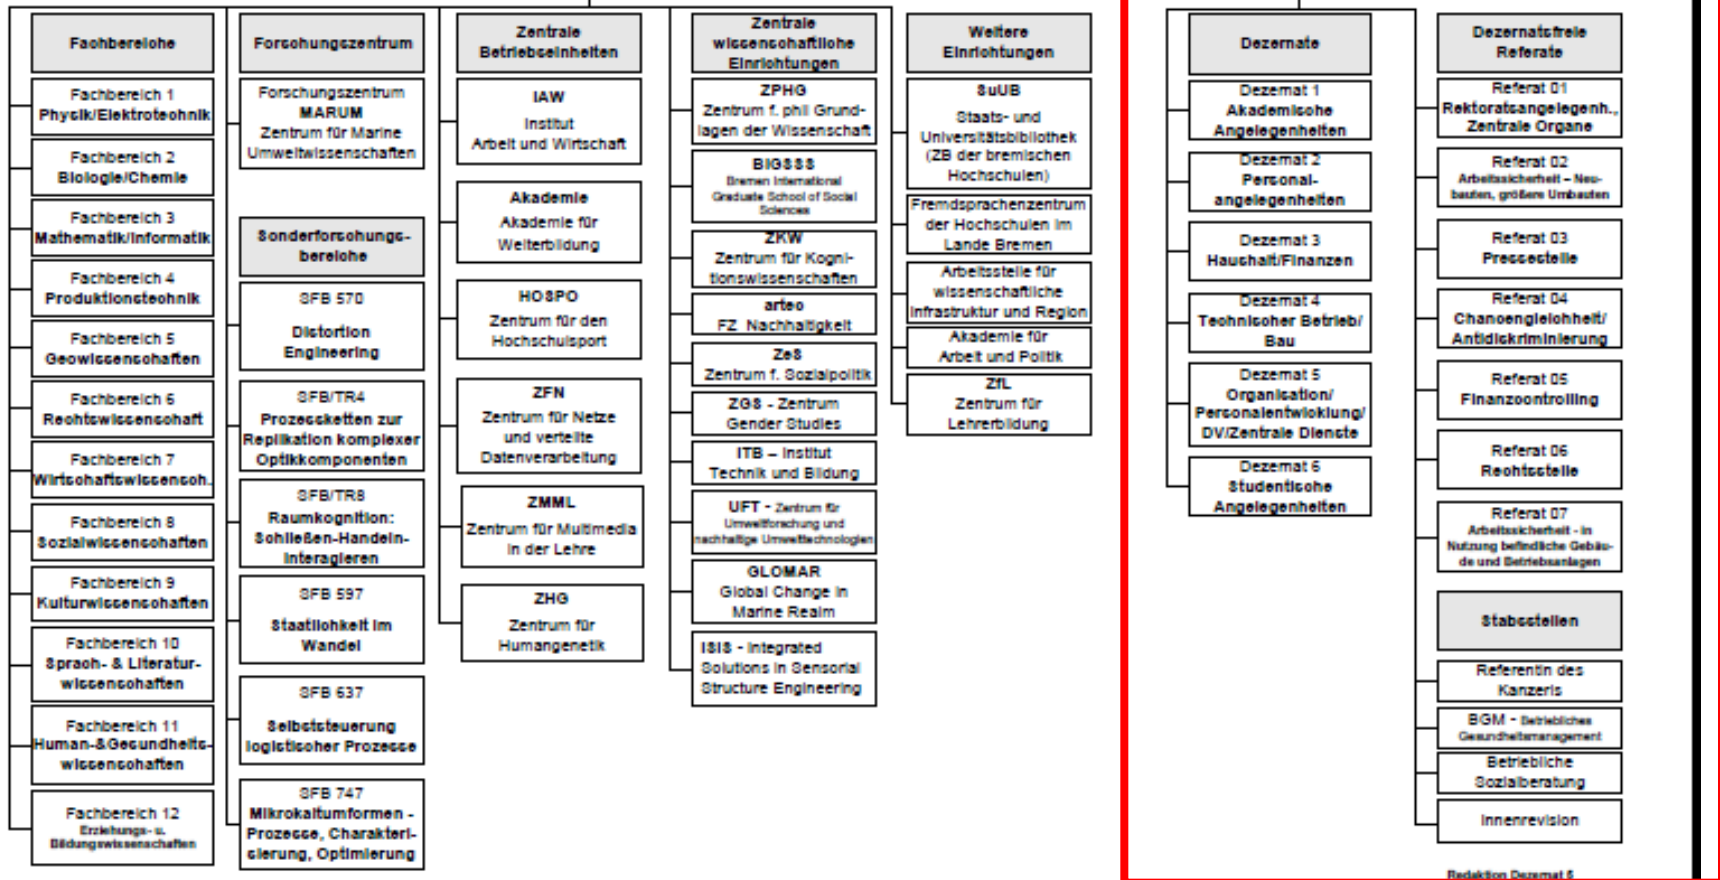 Fachbereiche
Fachbereich 1
Physik/Elektrotechnik
Fachbereich 2
Biologie/Chemie
Fachbereich 3
Mathematik/Informatik
Fachbereich 4
Produktionstechnik
Fachbereich 5
Geowissenschaften
Fachbereich 6
Rechtswissenschaft
Fachbereich 7
Wirtschaftswissensch.
Fachbereich 8
Sozialwissenschaften
Fachbereich 9
Kulturwissenschaften
Fachbereich 10
Sprach- & Literatur-
wissenschaften
Fachbereich 11
Human-&Gesundheits-
wissenschaften
Fachbereich 12
Erziehungs- u.
Bildungswissenschaften
Forschungszentrum
Forschungszentrum
MARUM
Zentrum für Marine
Umweltwissenschaften
Sonderforschungs-
bereiche
SFB 570
Distortion
Engineering
SFB/TR4
Prozessketten zur
Replikation komplexer
Optikkomponenten
SFB/TR8
Raumkognition:
Schließen-Handeln-
Interagieren
SFB 597
Staatlichkeit im
Wandel
SFB 637
Selbststeuerung
logistischer Prozesse
SFB 747
Mikrokaltumformen -
Prozesse, Charakteri-
sierung, Optimierung
Zentrale
Betriebseinheiten
IAW
Institut
Arbeit und Wirtschaft
Akademie
Akademie für
Weiterbildung
HOSPO
Zentrum für den
Hochschulsport
ZFN
Zentrum für Netze
und verteilte
Datenverarbeitung
ZMML
Zentrum für Multimedia
in der Lehre
ZHG
Zentrum für
Humangenetik
Zentrale
wissenschaftliche
Einrichtungen
ZPHG
Zentrum f. phil Grund-
lagen der Wissenschaft
BIGSSS
Bremen International
Graduate School of Social
Sciences
ZKW
Zentrum für Kogni-
tionswissenschaften
artec
FZ Nachhaltigkeit
ZeS
Zentrum f. Sozialpolitik
ZGS - Zentrum
Gender Studies
ITB – Institut
Technik und Bildung
UFT - Zentrum für
Umweltforschung und
nachhaltige Umwelttechnologien
GLOMAR
Global Change in
Marine Realm
ISIS - Integrated
Solutions in Sensorial
Structure Engineering
Weitere
Einrichtungen
SuUB
Staats- und
Universitätsbibliothek
(ZB der bremischen
Hochschulen)
Fremdsprachenzentrum
der Hochschulen im
Lande Bremen
Arbeitsstelle für
wissenschaftliche
Infrastruktur und Region
Akademie für
Arbeit und Politik
ZfL
Zentrum für
Lehrerbildung
Dezernate
Dezernat 1
Akademische
Angelegenheiten
Dezernat 2
Personal-
angelegenheiten
Dezernat 3
Haushalt/Finanzen
Dezernat 4
Technischer Betrieb/
Bau
Dezernat 5
Organisation/
Personalentwicklung/
DV/Zentrale Dienste
Dezernat 6
Studentische
Angelegenheiten
Dezernatsfreie
Referate
Referat 01
Rektoratsangelegenh.,
Zentrale Organe
Referat 02
Arbeitssicherheit – Neu-
bauten, größere Umbauten
Referat 03
Pressestelle
Referat 04
Chancengleichheit/
Antidiskriminierung
Referat 05
Finanzcontrolling
Referat 06
Rechtsstelle
Referat 07
Arbeitssicherheit - in
Nutzung befindliche Gebäu-
de und Betriebsanlagen
Stabsstellen
Referentin des
Kanzlers
BGM - Betriebliches
Gesundheitsmanagement
Betriebliche
Sozialberatung
Innenrevision
Redaktion Dezernat 5